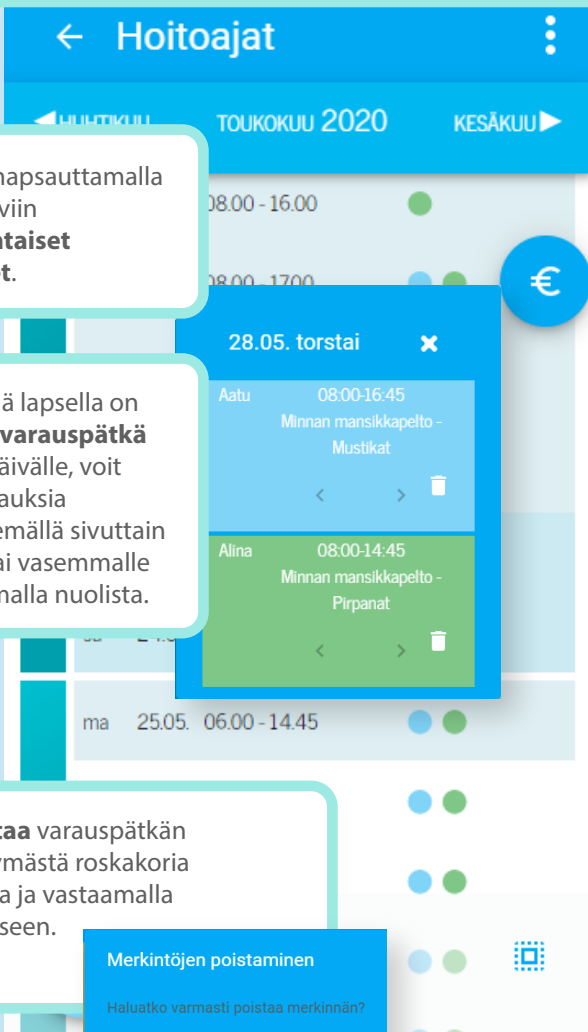 Hoitoajat
HUHTIKUU TOUKOKUU 2020 KESÄKUU
napsauttamalla
viin
taiset
t.
08.00 - 16.00
08.00 - 17.00
€
28.05. torstai
Aatu 08:00-16:45
Minnan mansikkapelto -
Mustikat
Alina 08:00-14:45
Minnan mansikkapelto -
Pirpanat
ä lapsella on
varauspätkä
äivälle, voit
auksia
emällä sivuttain
ai vasemmalle
malla nuolista.
ma 25.05. 06.00 - 14.45
taa varauspätkän
ymästä roskakoria
a ja vastaamalla
seen.
Merkintöjen poistaminen
Haluatko varmasti poistaa merkinnän?